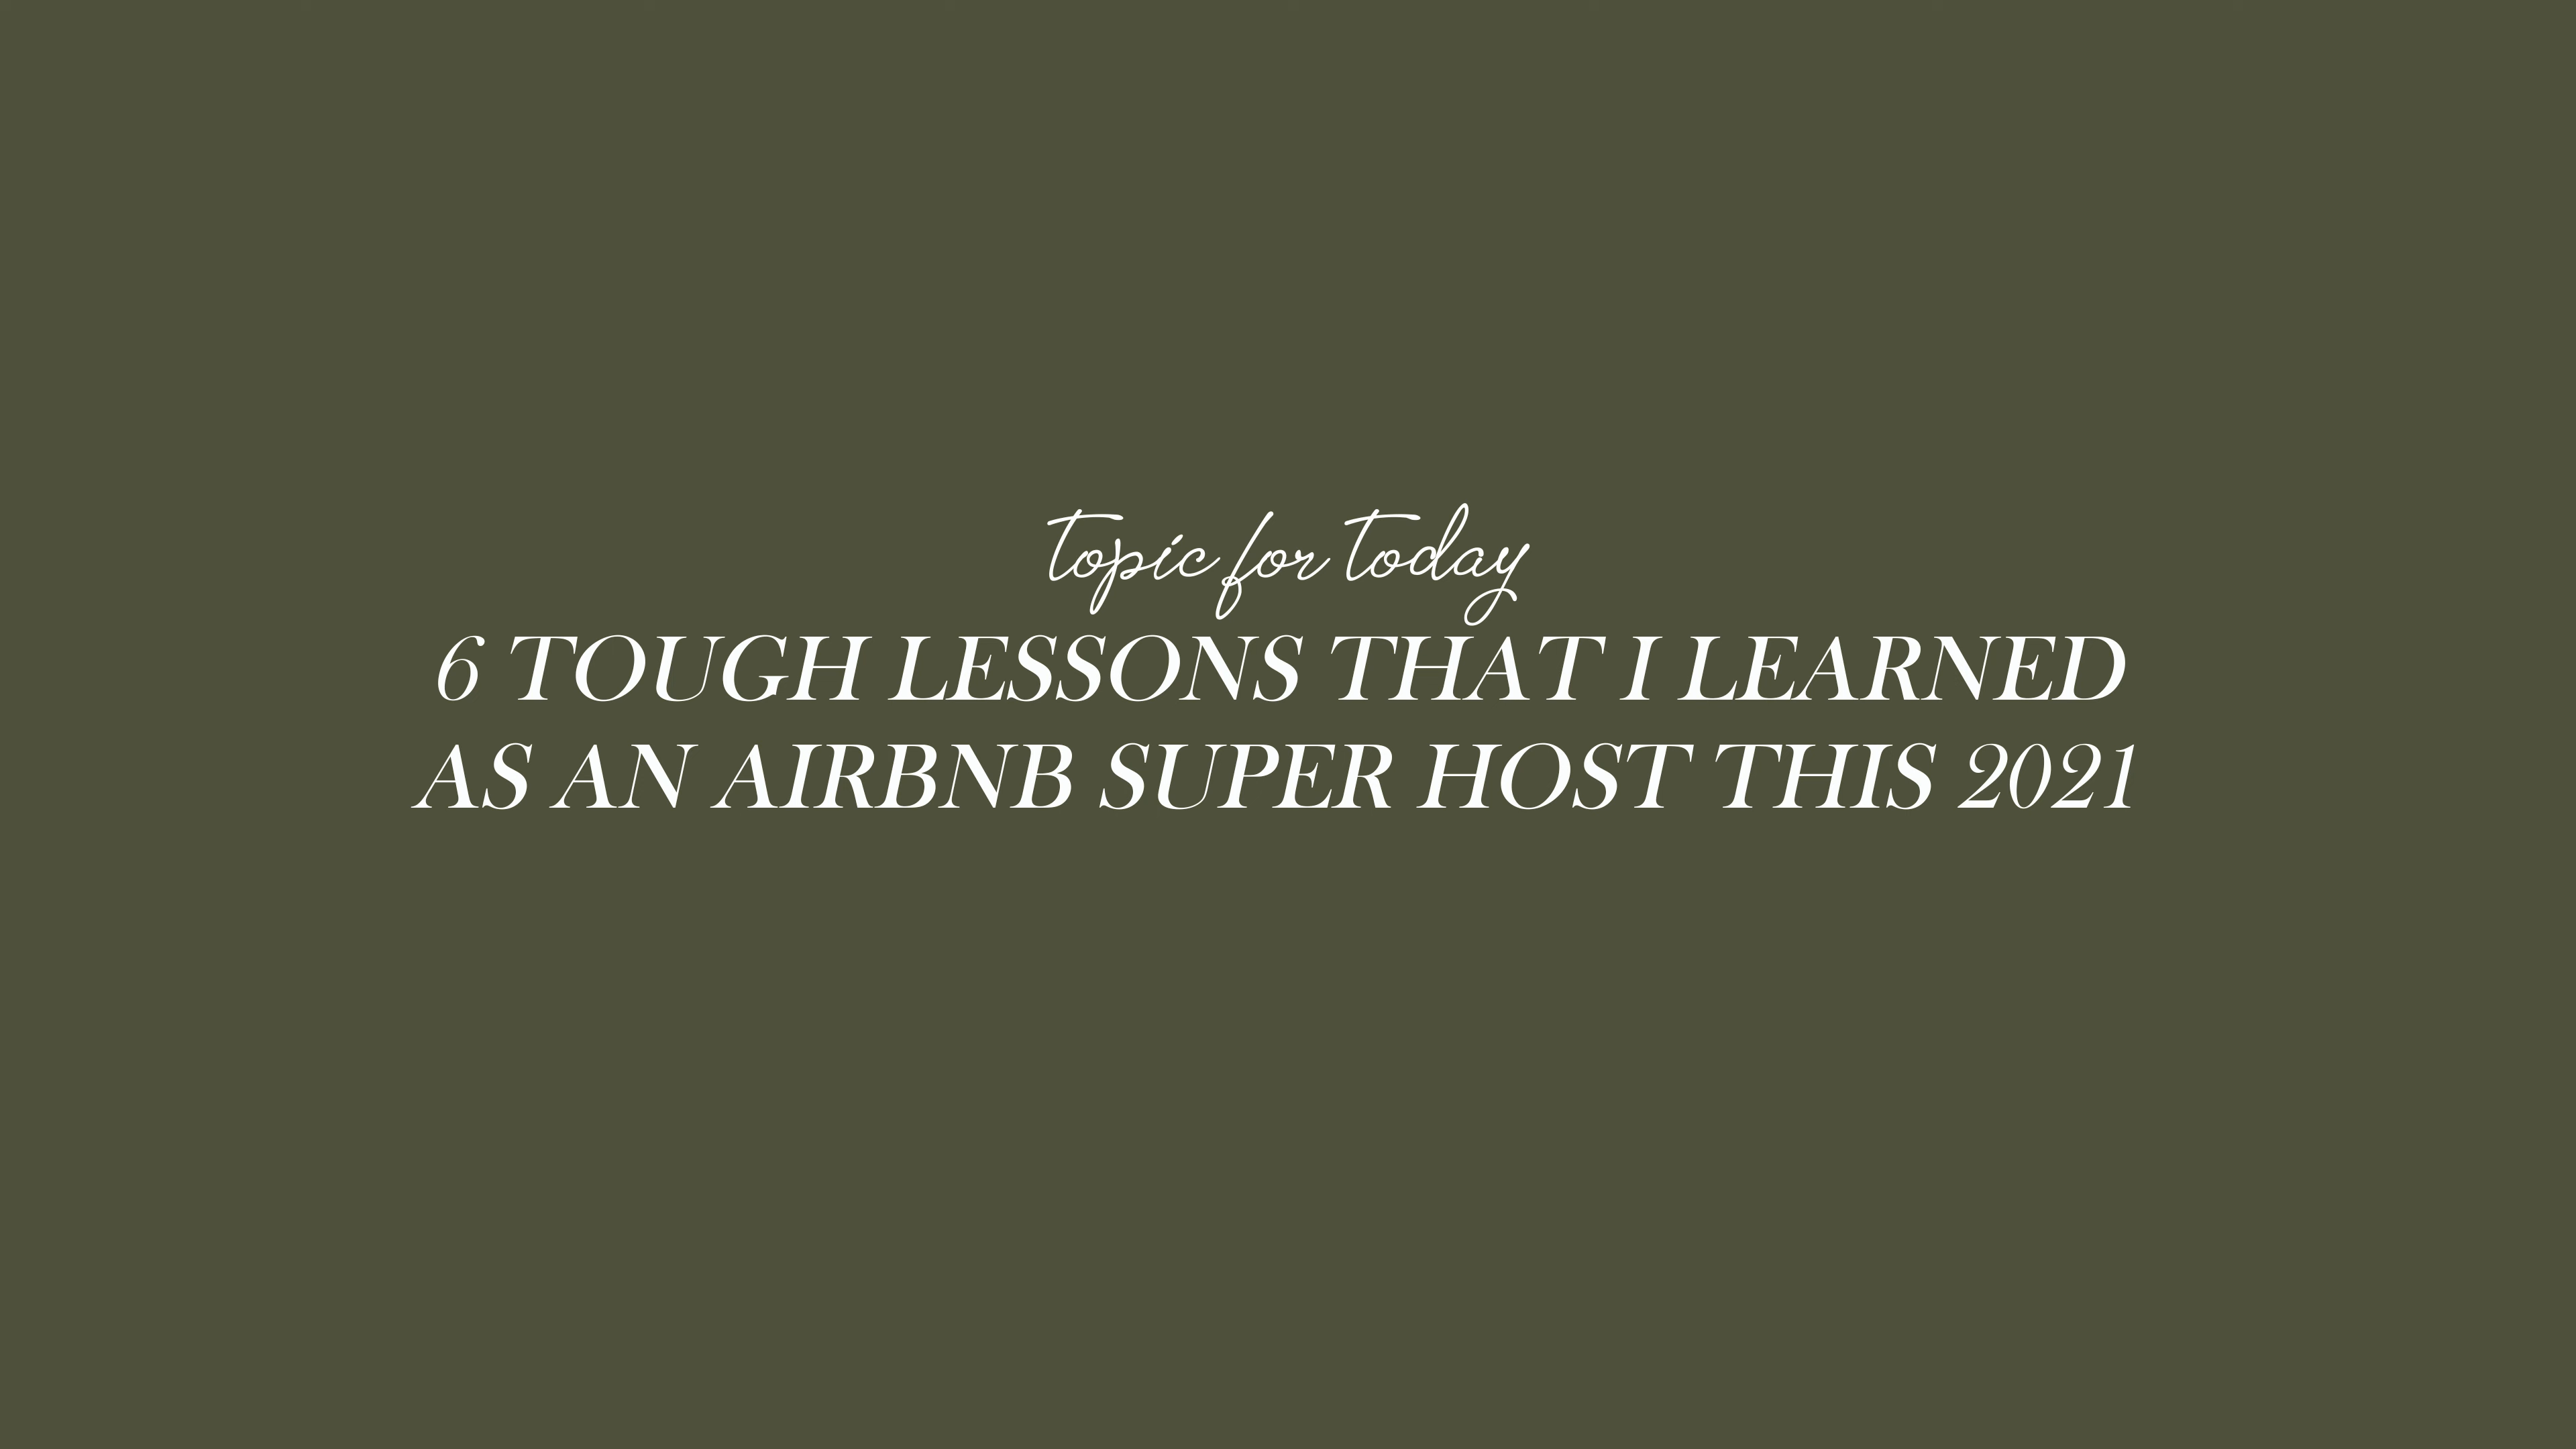 topic for today
6 TOUGH LESSONS THAT I LEARNED
AS AN AIRBNB SUPER HOST THIS 2021